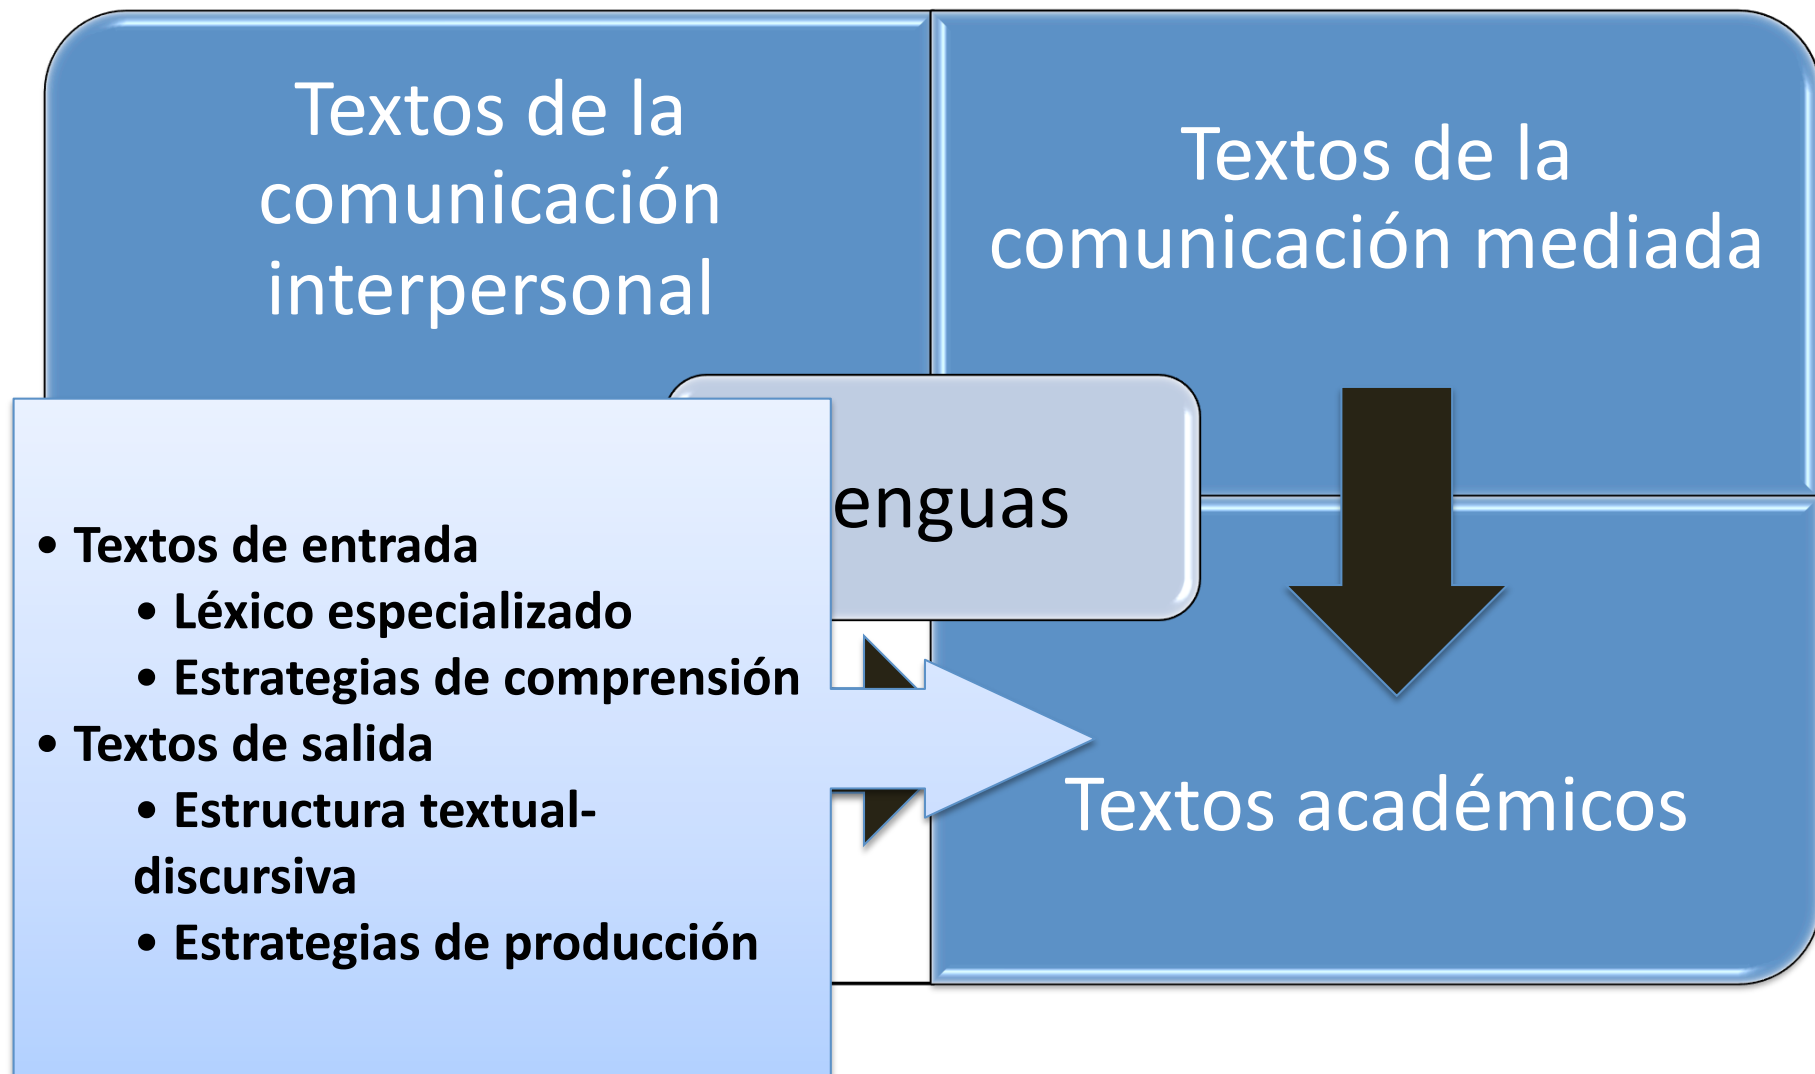 Textos de la
comunicación
interpersonal
Textos de la
comunicación mediada
enguas
• Textos de entrada
• Léxico especializado
• Estrategias de comprensión
• Textos de salida
• Estructura textual-
discursiva
• Estrategias de producción
Textos académicos